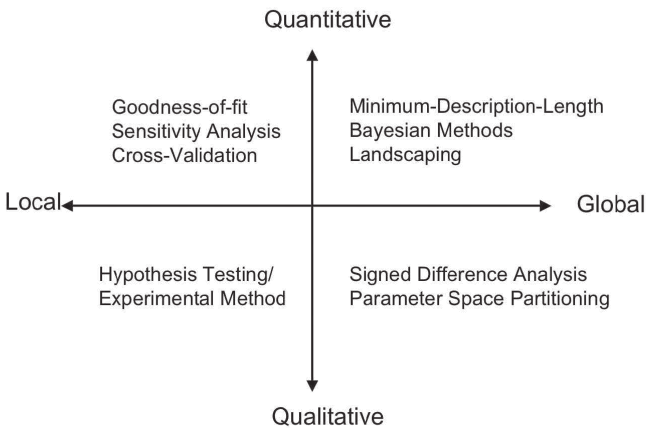 Quantitative
Goodness-of-fit
Sensitivity Analysis
Cross-Validation
Minimum-Description-Length
Bayesian Methods
Landscaping
Local
Global
Hypothesis Testing/
Experimental Method
Signed Difference Analysis
Parameter Space Partitioning
Qualitative